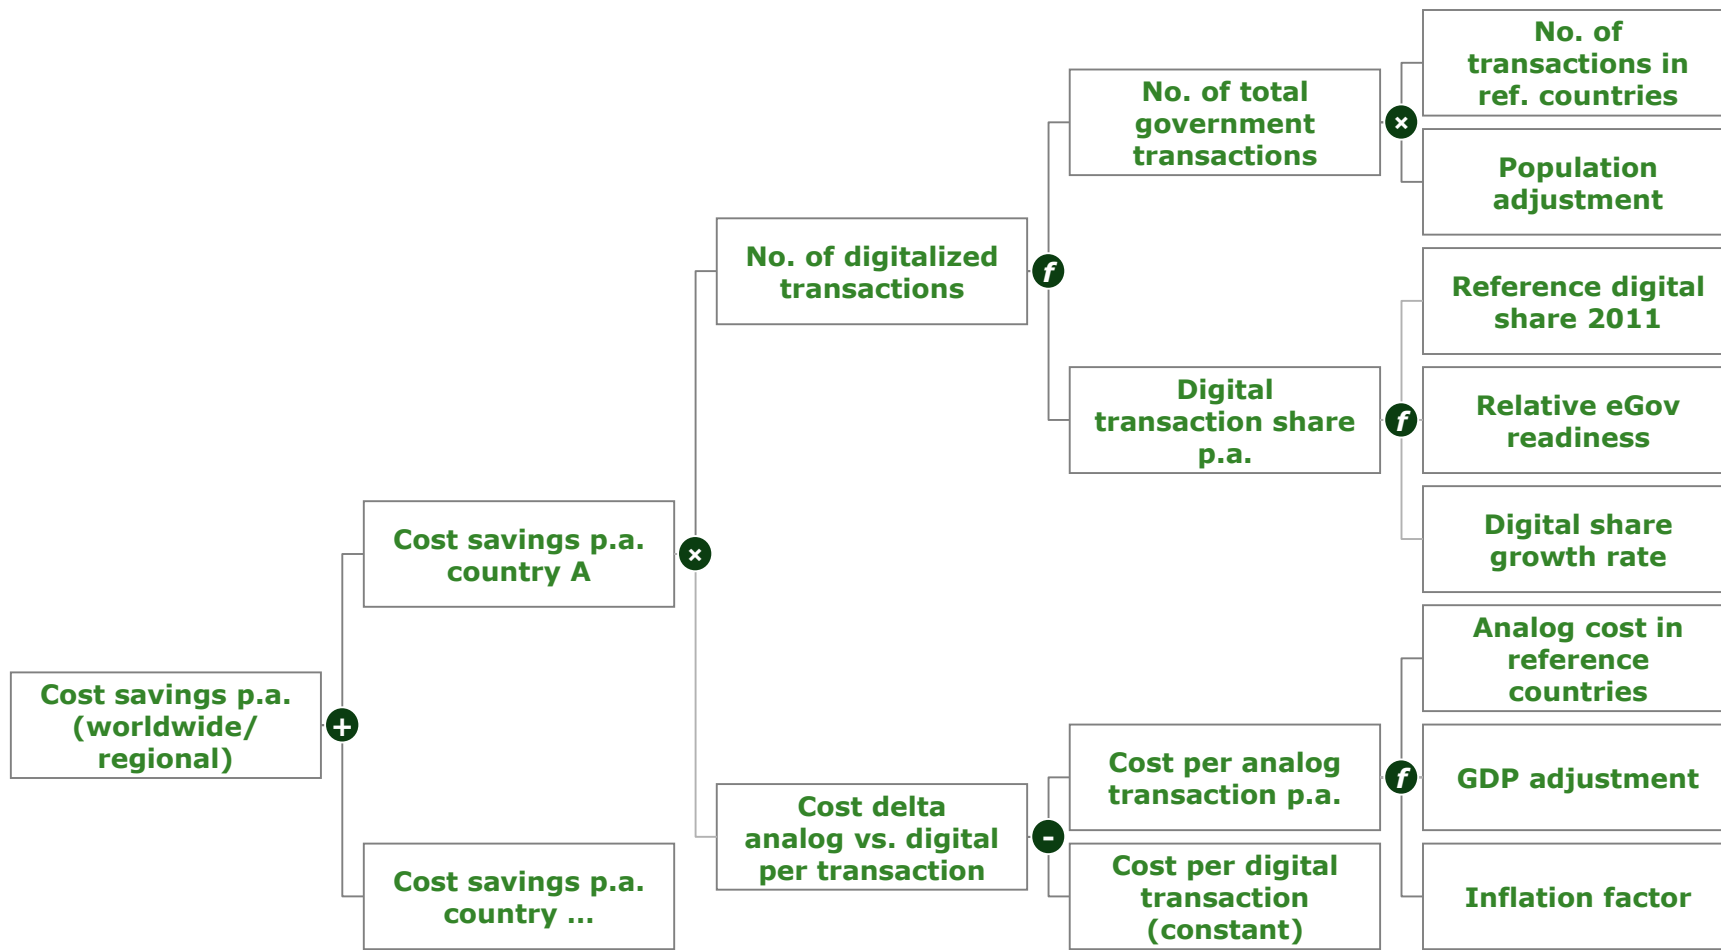 Cost savings p.a.
(worldwide/
regional)
+
Cost savings p.a.
country A
Cost savings p.a.
country ...
×
No. of digitalized
transactions
Cost delta
analog vs. digital
per transaction
f
No. of total
government
transactions
Digital
transaction share
p.a.
-
Cost per analog
transaction p.a.
Cost per digital
transaction
(constant)
×
No. of
transactions in
ref. countries
Population
adjustment
f
Reference digital
share 2011
Relative eGov
readiness
Digital share
growth rate
f
Analog cost in
reference
countries
GDP adjustment
Inflation factor